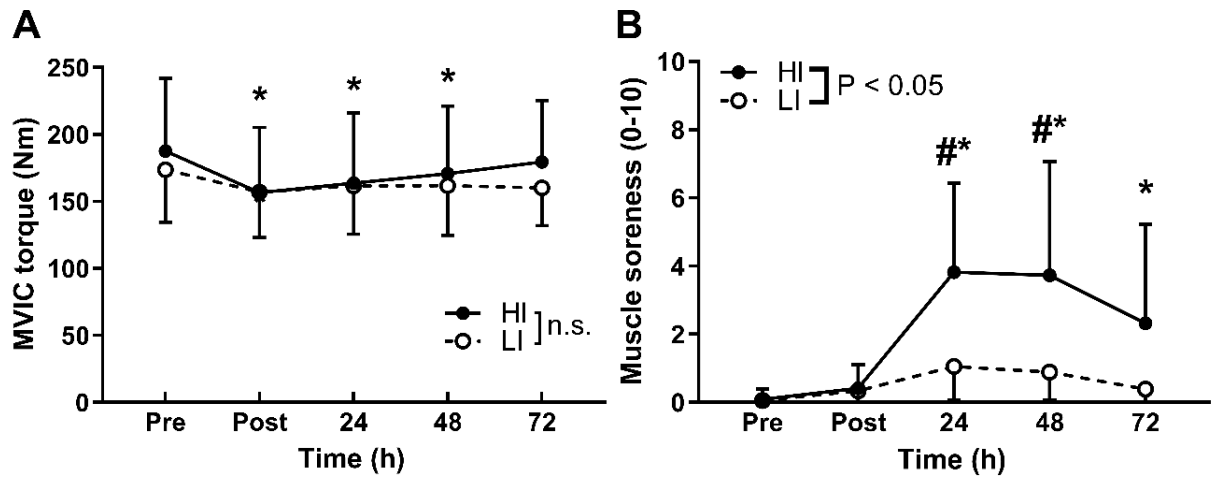 A
MVIC torque (Nm)
250
200
150
100
50
0
* * *
HI
LI
n.s.
Pre Post 24 48 72
Time (h)
B
Muscle soreness (0-10)
10
8
6
4
2
0
HI
LI
P < 0.05
#* #* *
Pre Post 24 48 72
Time (h)